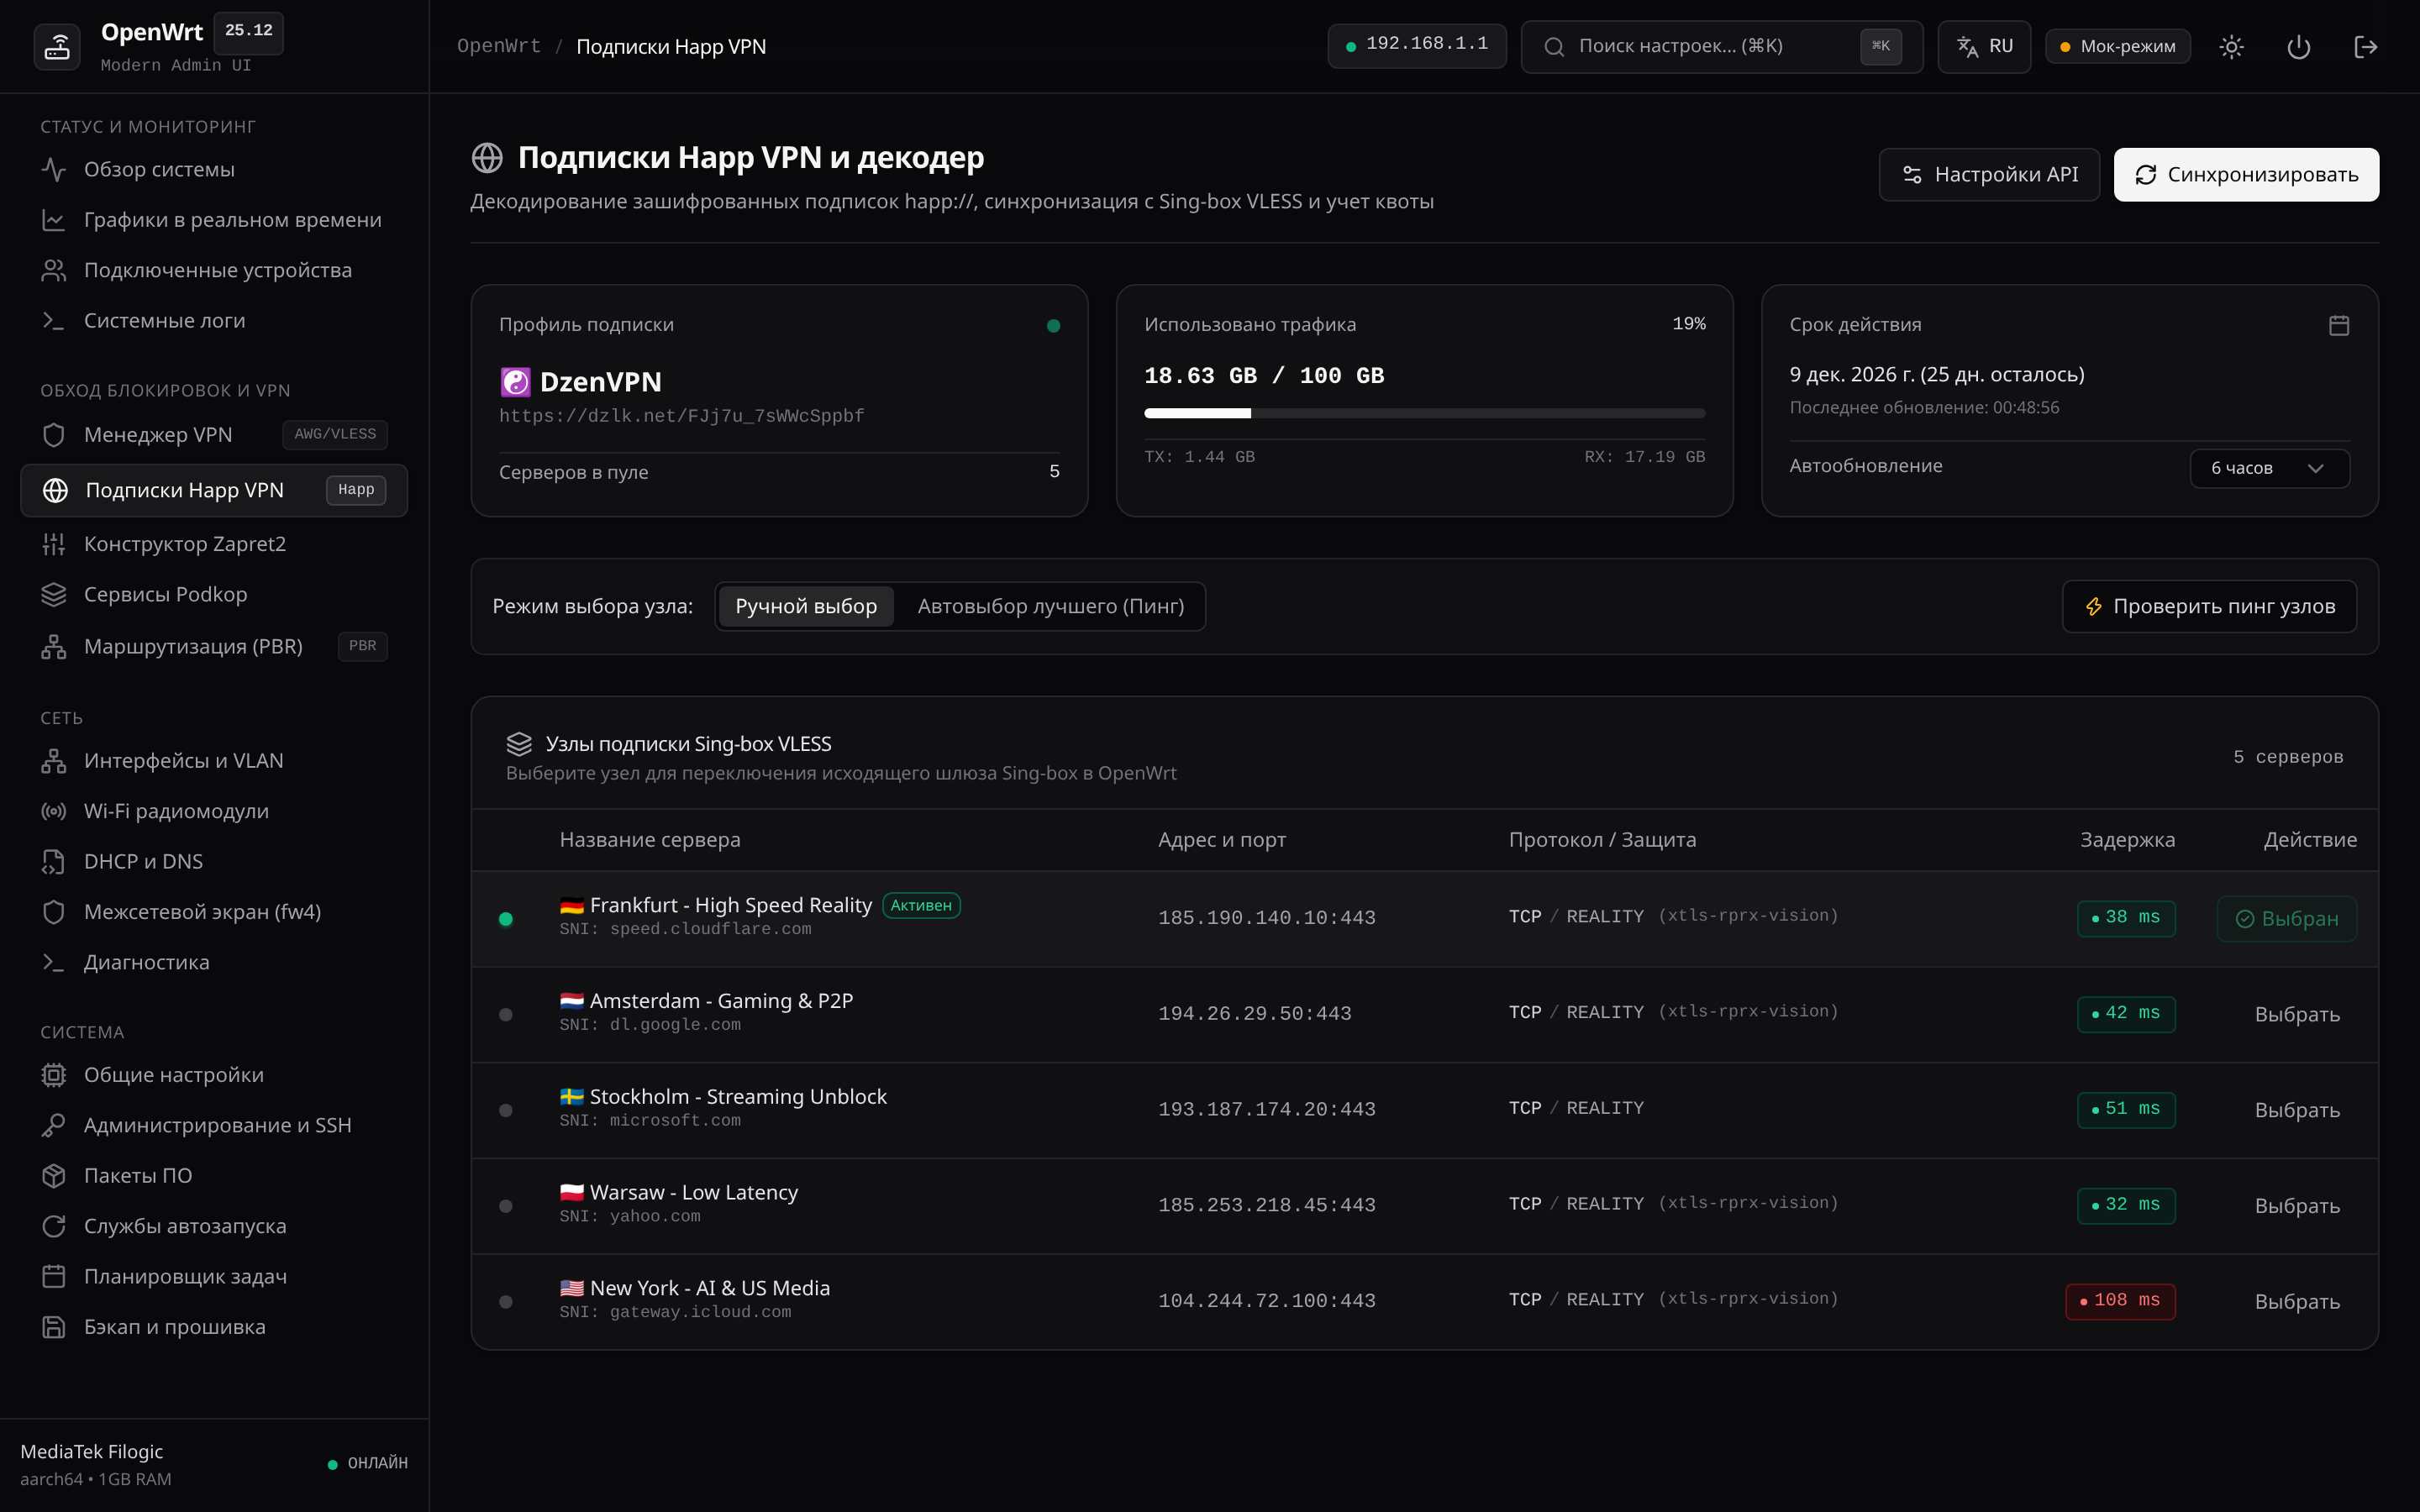 OpenWrt 25.12
Modern Admin UI
СТАТУС И МОНИТОРИНГ
Обзор системы
Графики в реальном времени
Подключенные устройства
Системные логи
ОБХОД БЛОКИРОВОК И VPN
Менеджер VPN AWG/VLESS
Подписки Happ VPN Happ
Конструктор Zapret2
Сервисы Podkop
Маршрутизация (PBR) PBR
СЕТЬ
Интерфейсы и VLAN
Wi-Fi радиомодули
DHCP и DNS
Межсетевой экран (fw4)
Диагностика
СИСТЕМА
Общие настройки
Администрирование и SSH
Пакеты ПО
Службы автозапуска
Планировщик задач
Бэкап и прошивка
MediaTek Filogic
aarch64 • 1GB RAM
ОНЛАЙН
OpenWrt / Подписки Happ VPN
192.168.1.1
Поиск настроек... (⌘K) ⌘K
RU
Мок-режим
Подписки Happ VPN и декодер
Декодирование зашифрованных подписок happ://, синхронизация с Sing-box VLESS и учет квоты
Настройки API
Синхронизировать
Профиль подписки
☯️ DzenVPN
https://dzlk.net/FJj7u_7sWWcSppbf
Серверов в пуле 5
Использовано трафика 19%
18.63 GB / 100 GB
TX: 1.44 GB RX: 17.19 GB
Срок действия
9 дек. 2026 г. (25 дн. осталось)
Последнее обновление: 00:48:56
Автообновление 6 часов
Режим выбора узла: Ручной выбор Автовыбор лучшего (Пинг)
Проверить пинг узлов
Узлы подписки Sing-box VLESS
Выберите узел для переключения исходящего шлюза Sing-box в OpenWrt
5 серверов
Название сервера Адрес и порт Протокол / Защита Задержка Действие
🇩🇪 Frankfurt - High Speed Reality Активен
SNI: speed.cloudflare.com
185.190.140.10:443 TCP / REALITY (xtls-rprx-vision) 38 ms Выбран
🇳🇱 Amsterdam - Gaming & P2P
SNI: dl.google.com
194.26.29.50:443 TCP / REALITY (xtls-rprx-vision) 42 ms Выбрать
🇸🇪 Stockholm - Streaming Unblock
SNI: microsoft.com
193.187.174.20:443 TCP / REALITY 51 ms Выбрать
🇵🇱 Warsaw - Low Latency
SNI: yahoo.com
185.253.218.45:443 TCP / REALITY (xtls-rprx-vision) 32 ms Выбрать
🇺🇸 New York - AI & US Media
SNI: gateway.icloud.com
104.244.72.100:443 TCP / REALITY (xtls-rprx-vision) 108 ms Выбрать